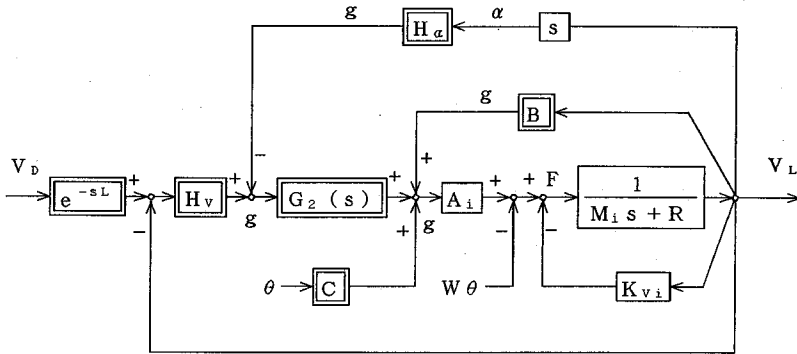 g H α α s
g B
V D V L
e −sL + H v + − g G 2 (s) + + A i + + F 1
M i s + R
− + g − −
θ C W θ K v i